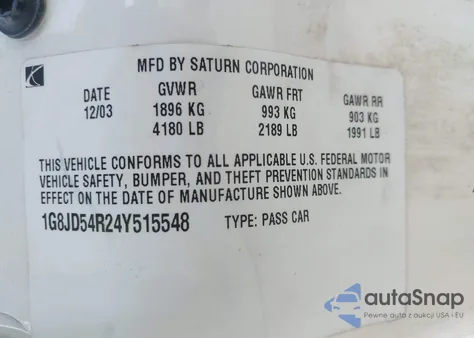 MFD BY SATURN CORPORATION
DATE GVWR GAWR FRT GAWR RR
12/03 1896 KG 993 KG 903 KG
4180 LB 2189 LB 1991 LB
THIS VEHICLE CONFORMS TO ALL APPLICABLE U.S. FEDERAL MOTOR
VEHICLE SAFETY, BUMPER, AND THEFT PREVENTION STANDARDS IN
EFFECT ON THE DATE OF MANUFACTURE SHOWN ABOVE.
1G8JD54R24Y515548 TYPE: PASS CAR
autoSnap
Pewne auta z aukcji USA i EU